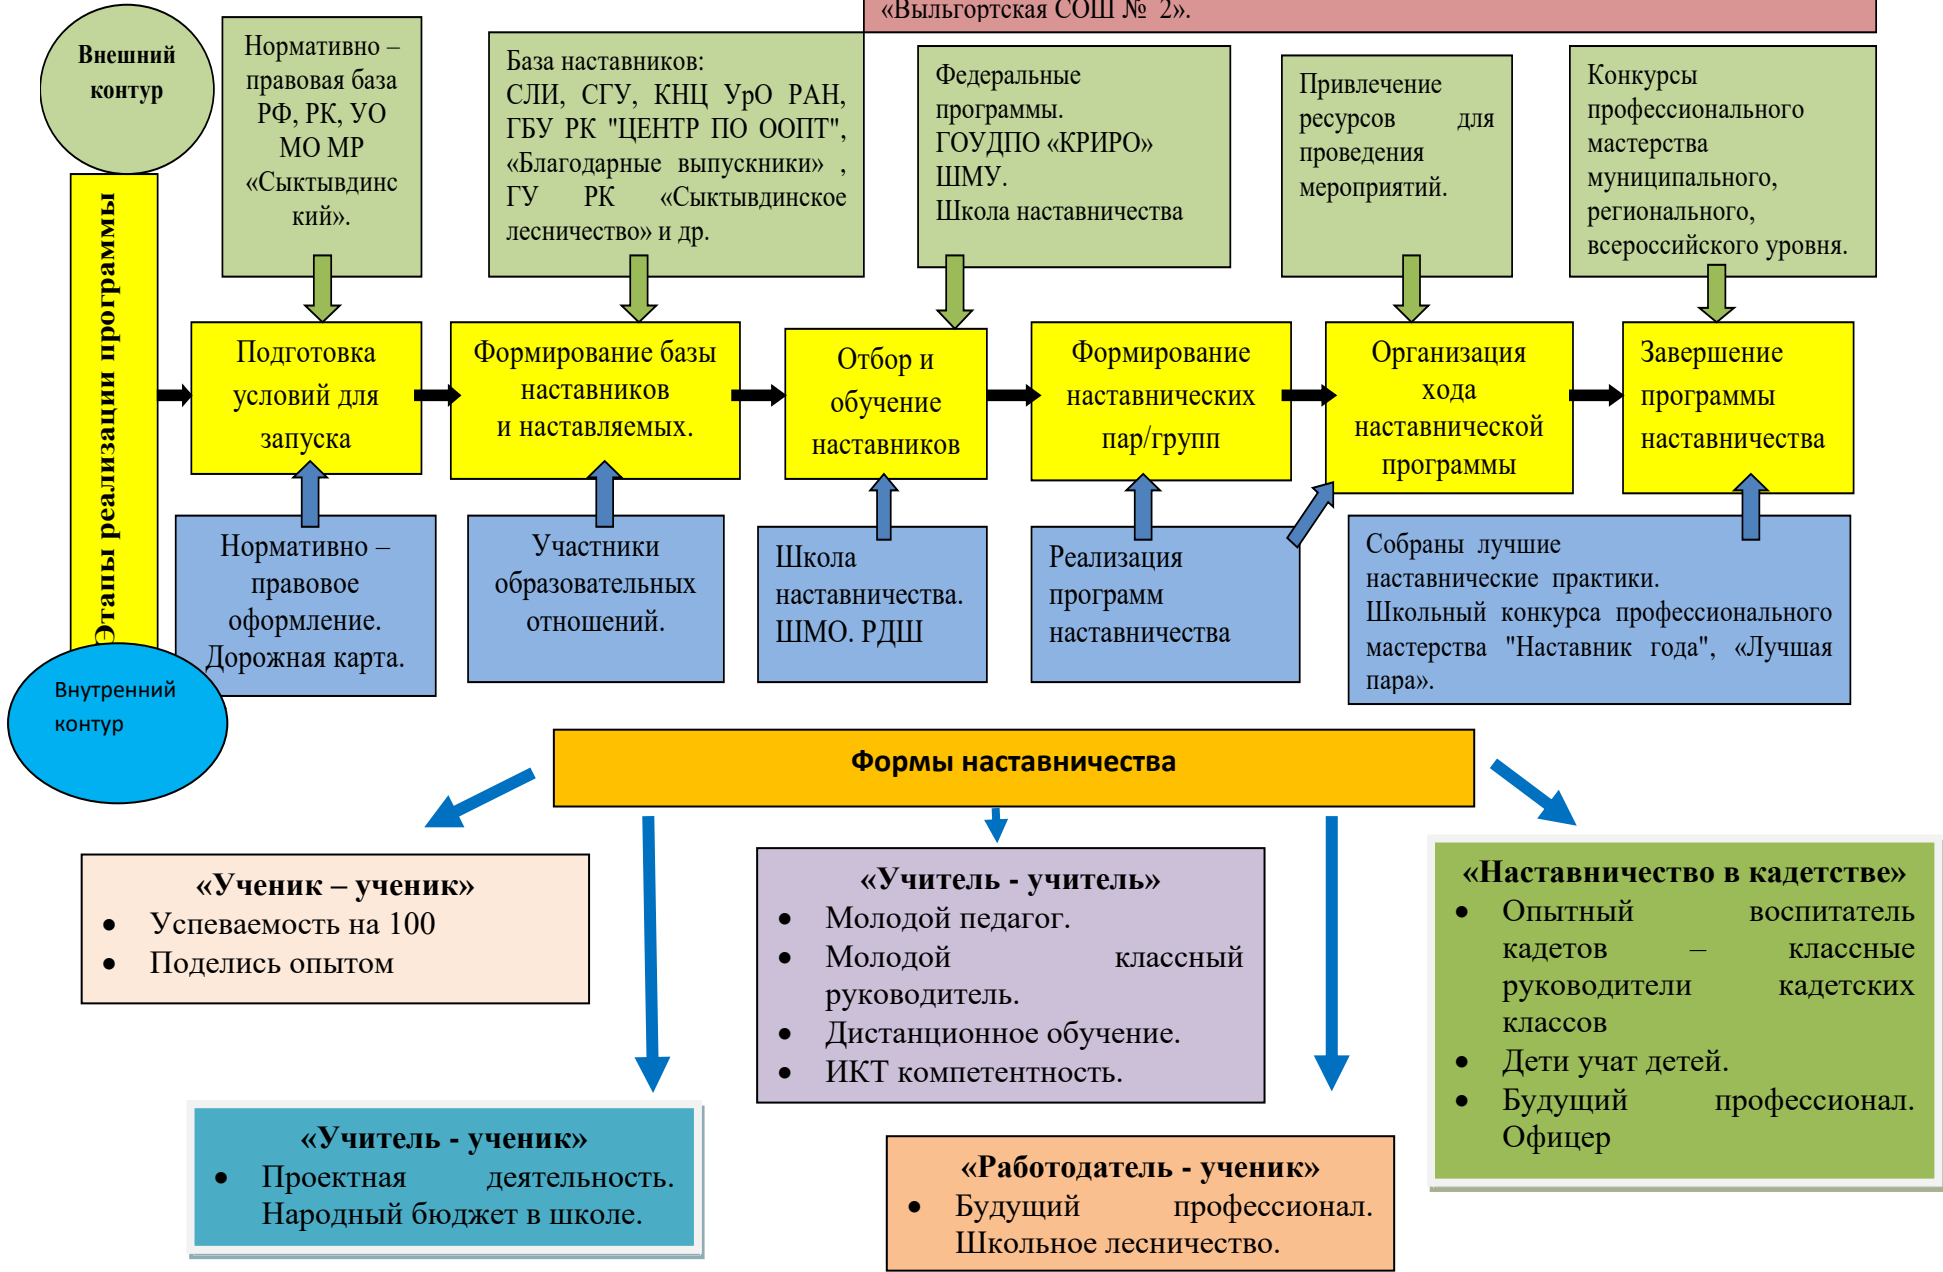 «Выльгортская СОШ № 2».
Внешний
контур
Нормативно –
правовая база
РФ, РК, УО
МО МР
«Сыктывдинс
кий».
База наставников:
СЛИ, СГУ, КНЦ УрО РАН,
ГБУ РК "ЦЕНТР ПО ООПТ",
«Благодарные выпускники» ,
ГУ РК «Сыктывдинское
лесничество» и др.
Федеральные
программы.
ГОУДПО «КРИРО»
ШМУ.
Школа наставничества
Привлечение
ресурсов для
проведения
мероприятий.
Конкурсы
профессионального
мастерства
муниципального,
регионального,
всероссийского уровня.
Этапы реализации программы
Подготовка
условий для
запуска
Формирование базы
наставников
и наставляемых.
Отбор и
обучение
наставников
Формирование
наставнических
пар/групп
Организация
хода
наставнической
программы
Завершение
программы
наставничества
Нормативно –
правовое
оформление.
Дорожная карта.
Участники
образовательных
отношений.
Школа
наставничества.
ШМО. РДШ
Реализация
программ
наставничества
Собраны лучшие
наставнические практики.
Школьный конкурса профессионального
мастерства "Наставник года", «Лучшая
пара».
Внутренний
контур
Формы наставничества
«Ученик – ученик»
• Успеваемость на 100
• Поделись опытом
«Учитель - учитель»
• Молодой педагог.
• Молодой классный
руководитель.
• Дистанционное обучение.
• ИКТ компетентность.
«Наставничество в кадетстве»
• Опытный воспитатель
кадетов – классные
руководители кадетских
классов
• Дети учат детей.
• Будущий профессионал.
Офицер
«Учитель - ученик»
• Проектная деятельность.
Народный бюджет в школе.
«Работодатель - ученик»
• Будущий профессионал.
Школьное лесничество.